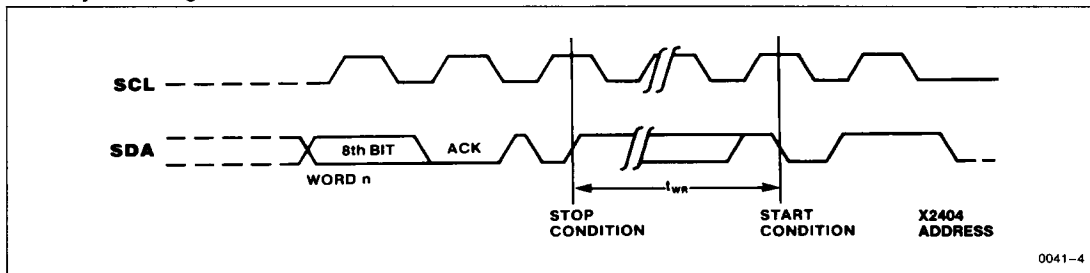 SCL
SDA
8th BIT
ACK
WORD n
tWR
STOP
CONDITION
START
CONDITION
X2404
ADDRESS
0041–4